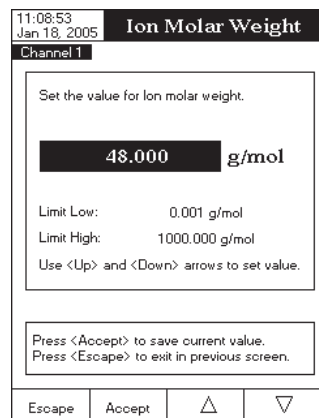 11:08:53
Jan 18, 2005
Ion Molar Weight
Channel 1
Set the value for Ion molar weight.
48.000 g/mol
Limit Low: 0.001 g/mol
Limit High: 1000.000 g/mol
Use <Up> and <Down> arrows to set value.
Press <Accept> to save current value.
Press <Escape> to exit in previous screen.
Escape Accept △ ▽